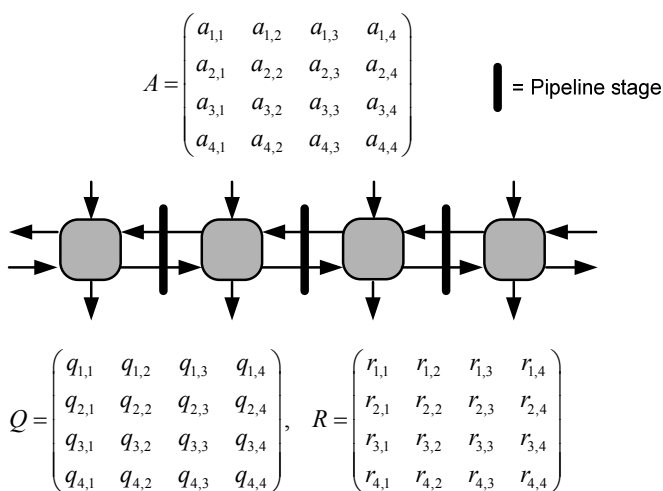 A = ( a1,1 a1,2 a1,3 a1,4
a2,1 a2,2 a2,3 a2,4
a3,1 a3,2 a3,3 a3,4
a4,1 a4,2 a4,3 a4,4 )
= Pipeline stage
Q = ( q1,1 q1,2 q1,3 q1,4
q2,1 q2,2 q2,3 q2,4
q3,1 q3,2 q3,3 q3,4
q4,1 q4,2 q4,3 q4,4 ) ,
R = ( r1,1 r1,2 r1,3 r1,4
r2,1 r2,2 r2,3 r2,4
r3,1 r3,2 r3,3 r3,4
r4,1 r4,2 r4,3 r4,4 )